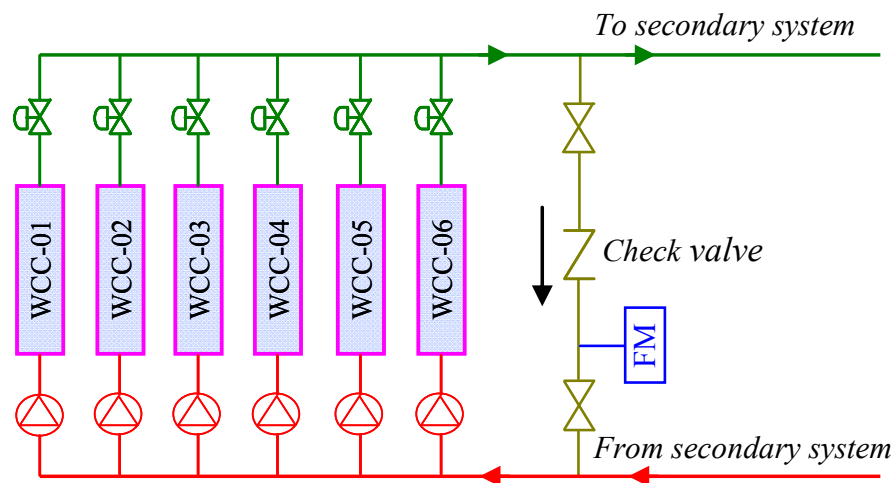 To secondary system
WCC-01
WCC-02
WCC-03
WCC-04
WCC-05
WCC-06
Check valve
FM
From secondary system